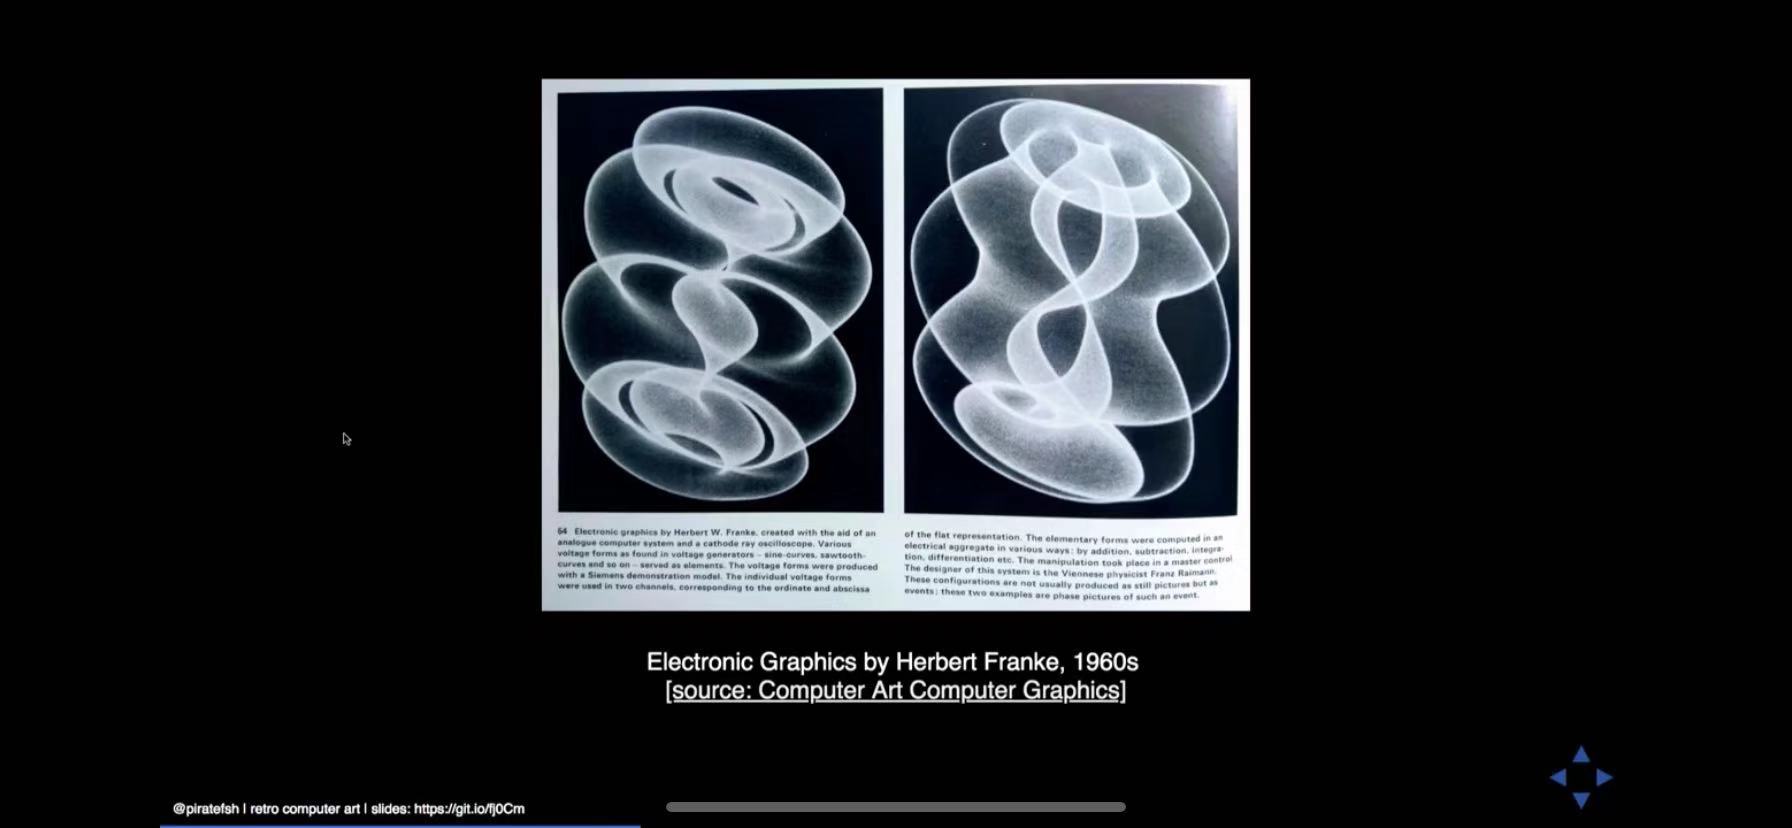 64 Electronic graphics by Herbert W. Franke, created with the aid of an
analogue computer system and a cathode ray oscilloscope. Various
voltage forms as found in voltage generators – sine-curves, sawtooth-
curves and so on – served as elements. The voltage forms were produced
with a Siemens demonstration model. The individual voltage forms
were used in two channels, corresponding to the ordinate and abscissa
of the flat representation. The elementary forms were computed in an
electrical aggregate in various ways: by addition, subtraction, integra-
tion, differentiation etc. The manipulation took place in a master control
The designer of this system is the Viennese physicist Franz Raimann.
These configurations are not usually produced as still pictures but as
events; these two examples are phase pictures of such an event.
Electronic Graphics by Herbert Franke, 1960s
[source: Computer Art Computer Graphics]
@piratefsh | retro computer art | slides: https://git.io/fj0Cm